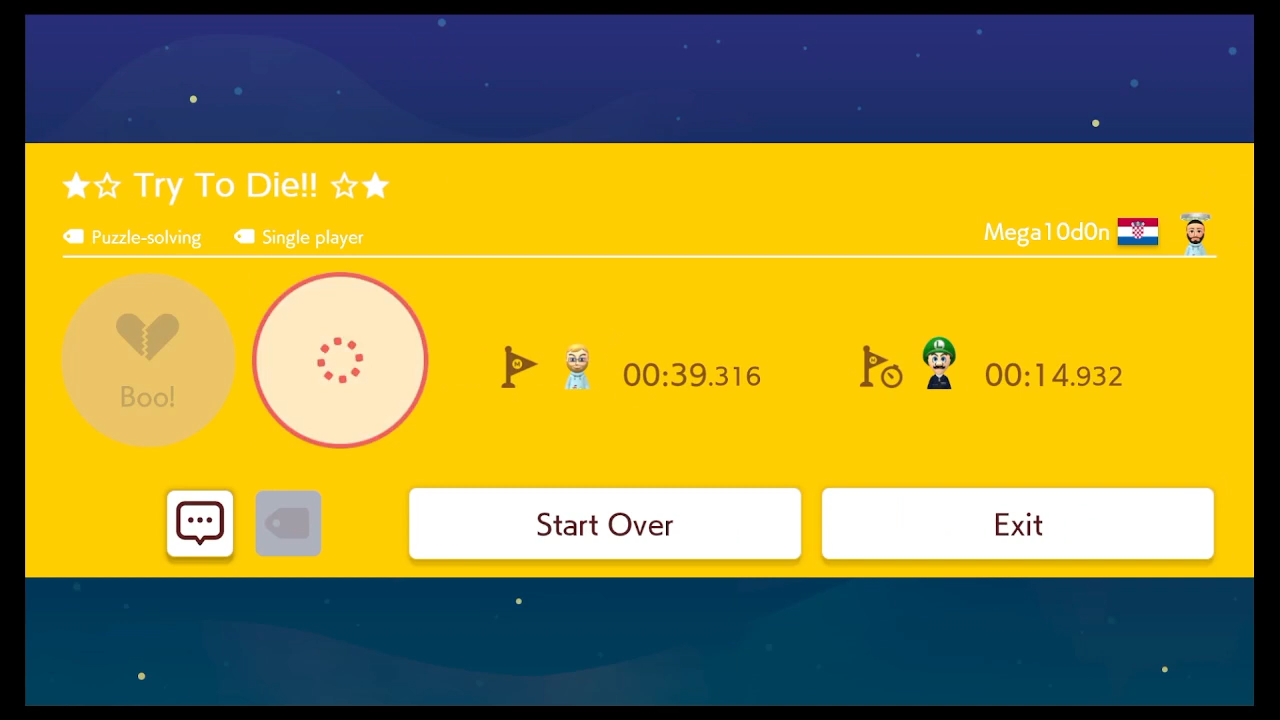 ★☆ Try To Die!! ☆★
Puzzle-solving Single player
Mega10d0n
Boo!
00:39.316
00:14.932
Start Over
Exit